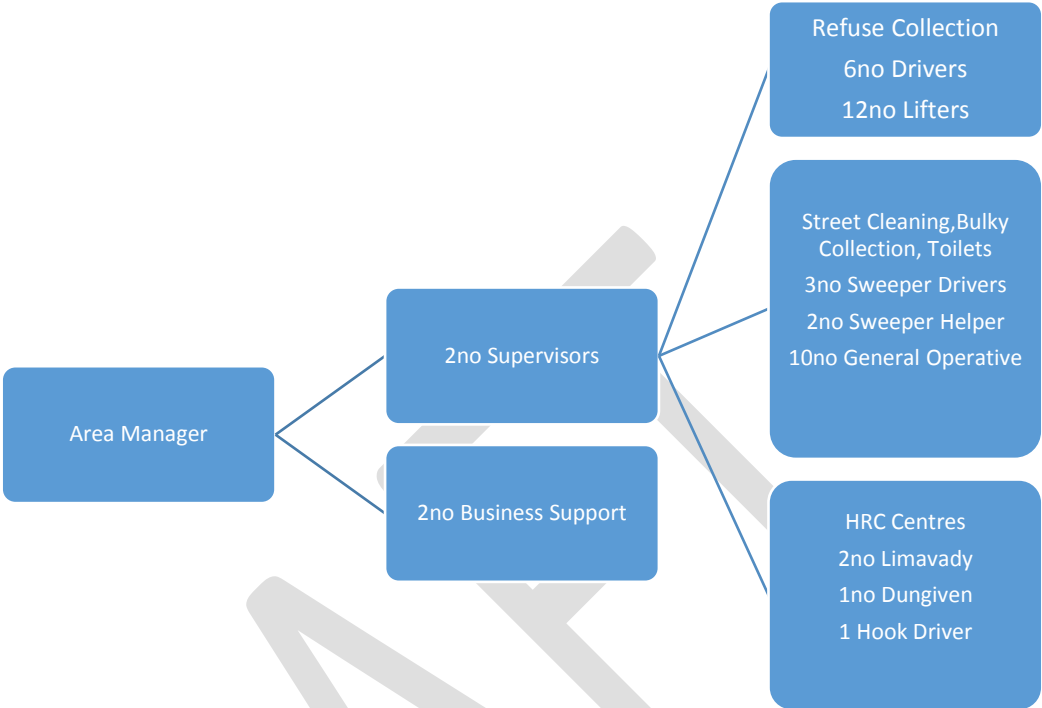 Area Manager
2no Supervisors
2no Business Support
Refuse Collection
6no Drivers
12no Lifters
Street Cleaning,Bulky
Collection, Toilets
3no Sweeper Drivers
2no Sweeper Helper
10no General Operative
HRC Centres
2no Limavady
1no Dungiven
1 Hook Driver